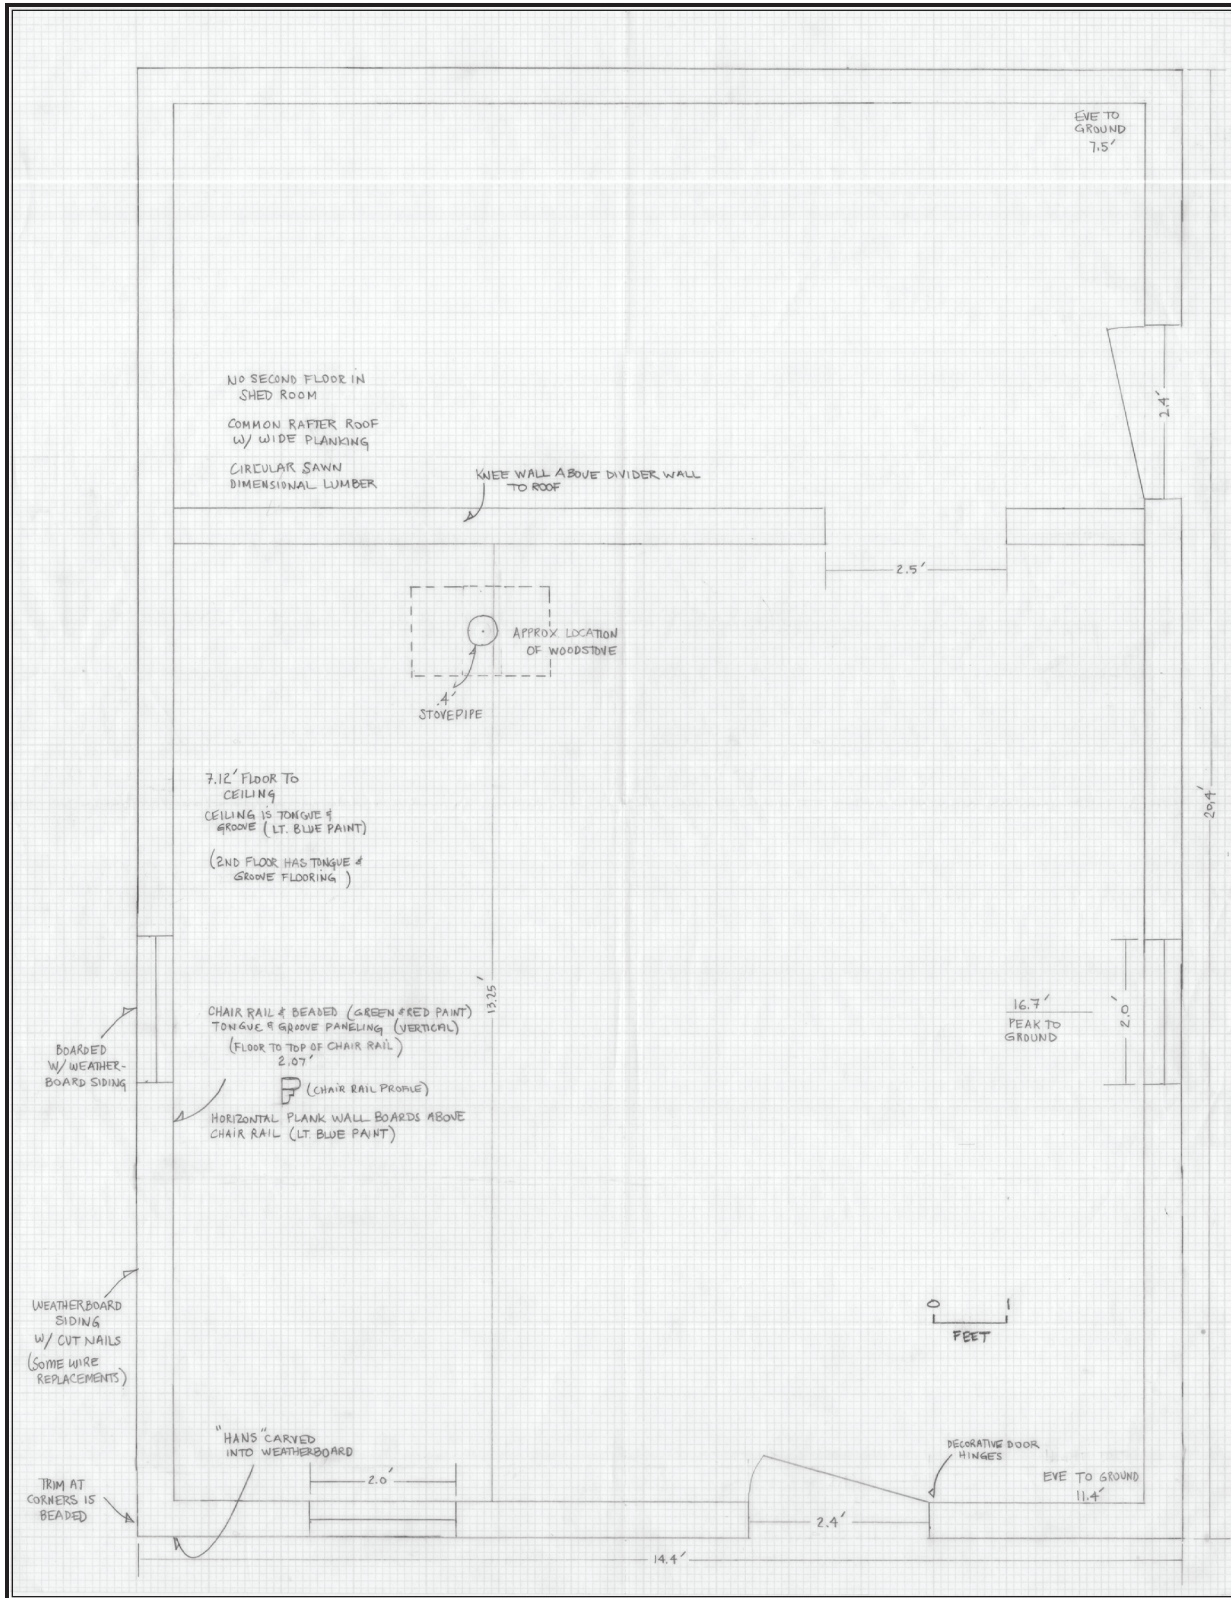 EVE TO
GROUND
7.5'
2.4'
NO SECOND FLOOR IN
SHED ROOM
COMMON RAFTER ROOF
W/ WIDE PLANKING
CIRCULAR SAWN
DIMENSIONAL LUMBER
KNEE WALL ABOVE DIVIDER WALL
TO ROOF
2.5'
APPROX LOCATION
OF WOODSTOVE
.4'
STOVEPIPE
7.12' FLOOR TO
CEILING
CEILING IS TONGUE &
GROOVE (LT. BLUE PAINT)
(2ND FLOOR HAS TONGUE &
GROOVE FLOORING)
20.4'
13.25'
CHAIR RAIL & BEADED (GREEN & RED PAINT)
TONGUE & GROOVE PANELING (VERTICAL)
(FLOOR TO TOP OF CHAIR RAIL)
2.07'
(CHAIR RAIL PROFILE)
HORIZONTAL PLANK WALL BOARDS ABOVE
CHAIR RAIL (LT. BLUE PAINT)
16.7'
PEAK TO
GROUND
2.0'
BOARDED
W/ WEATHER-
BOARD SIDING
WEATHERBOARD
SIDING
W/ CUT NAILS
(SOME WIRE
REPLACEMENTS)
0 1
FEET
"HANS" CARVED
INTO WEATHERBOARD
2.0'
DECORATIVE DOOR
HINGES
EVE TO GROUND
11.4'
TRIM AT
CORNERS IS
BEADED
2.4'
14.4'